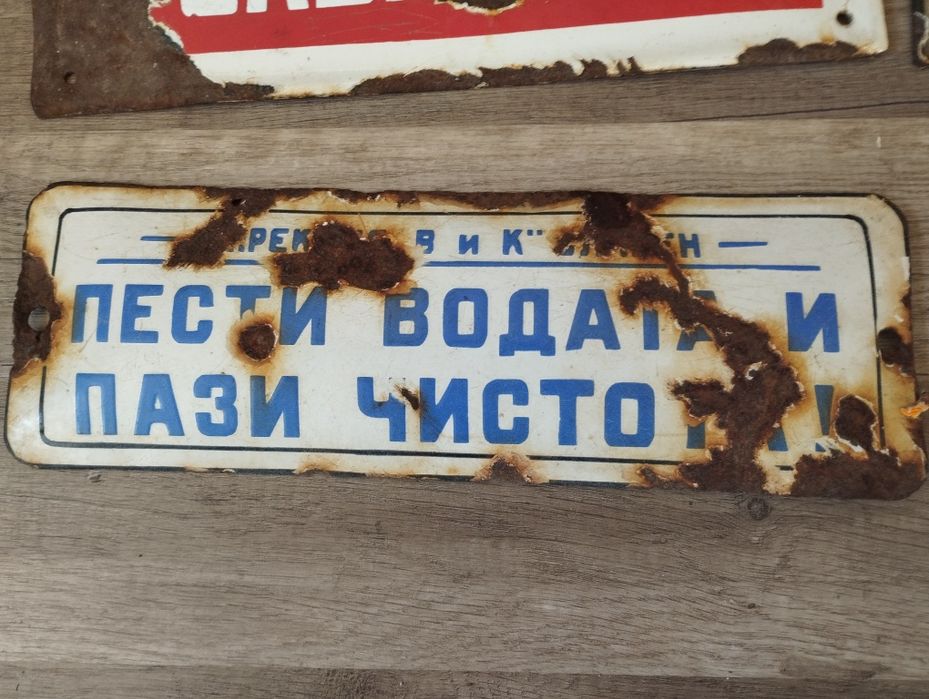 В и К"
ПЕСТИ ВОДАТА И
ПАЗИ ЧИСТОТА!